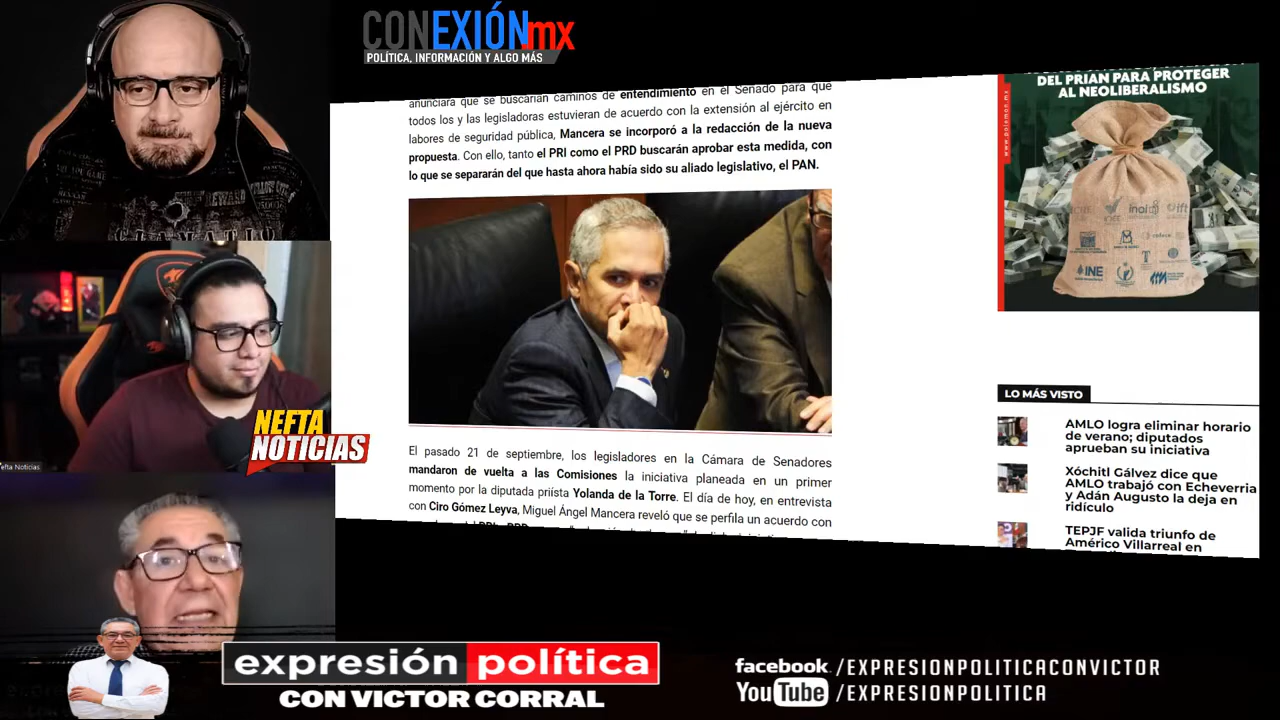 CONEXIÓNmx
POLÍTICA, INFORMACIÓN Y ALGO MÁS
anunciara que se buscarían caminos de entendimiento en el Senado para que
todos los y las legisladoras estuvieran de acuerdo con la extensión al ejército en
labores de seguridad pública, Mancera se incorporó a la redacción de la nueva
propuesta. Con ello, tanto el PRI como el PRD buscarán aprobar esta medida, con
lo que se separarán del que hasta ahora había sido su aliado legislativo, el PAN.
El pasado 21 de septiembre, los legisladores en la Cámara de Senadores
mandaron de vuelta a las Comisiones la iniciativa planeada en un primer
momento por la diputada priísta Yolanda de la Torre. El día de hoy, en entrevista
con Ciro Gómez Leyva, Miguel Ángel Mancera reveló que se perfila un acuerdo con
DEL PRIAN PARA PROTEGER
AL NEOLIBERALISMO
www.polemon.mx
inai
ift
INE
LO MÁS VISTO
AMLO logra eliminar horario
de verano; diputados
aprueban su iniciativa
Xóchitl Gálvez dice que
AMLO trabajó con Echeverria
y Adán Augusto la deja en
ridículo
TEPJF valida triunfo de
Américo Villarreal en
NEFTA
NOTICIAS
efta Noticias
expresión política
CON VICTOR CORRAL
facebook /EXPRESIONPOLITICACONVICTOR
YouTube /EXPRESIONPOLITICA